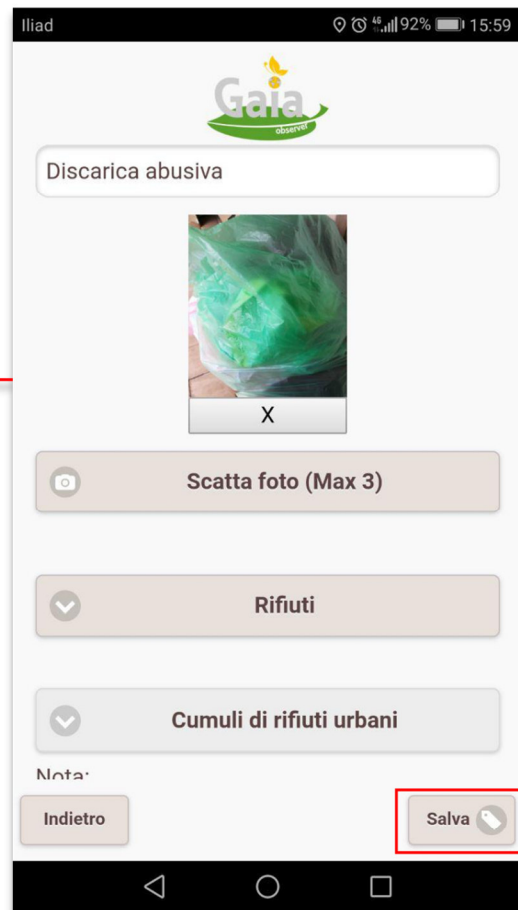 Iliad 4G 92% 15:59
Gaia
observer
Discarica abusiva
X
Scatta foto (Max 3)
Rifiuti
Cumuli di rifiuti urbani
Nota:
Indietro
Salva